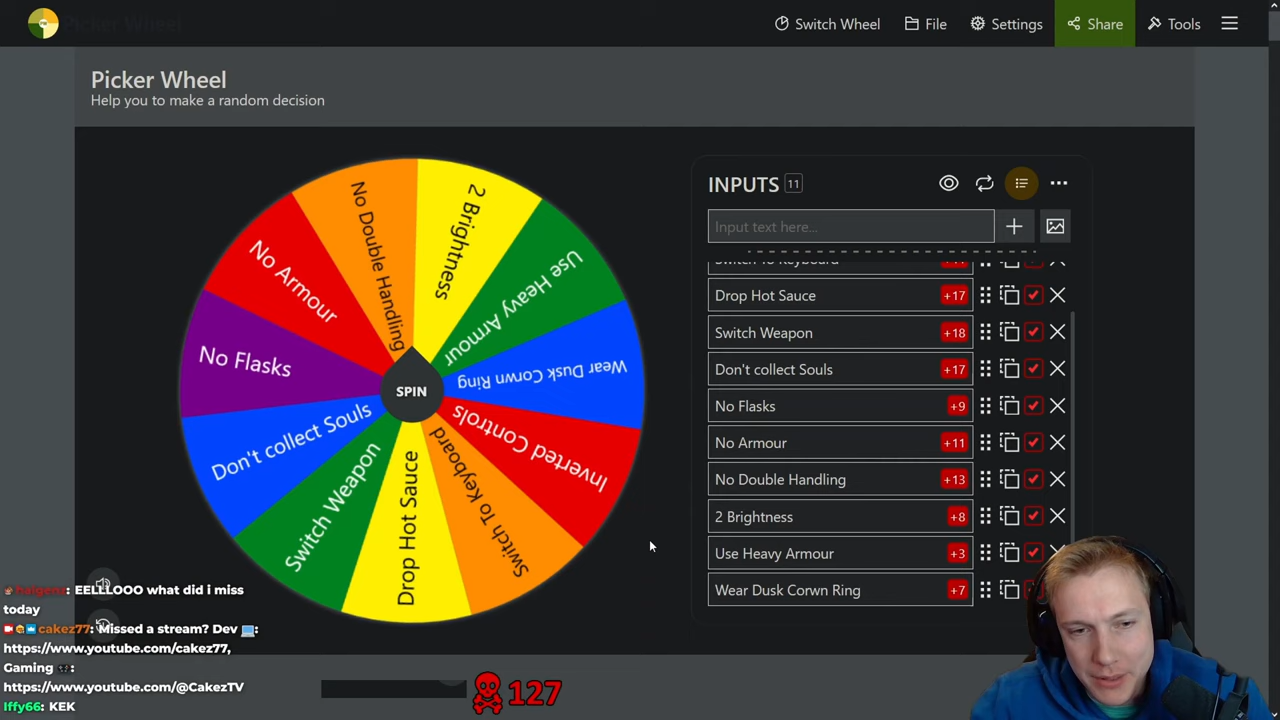 Picker Wheel
Switch Wheel
File
Settings
Share
Tools
Picker Wheel
Help you to make a random decision
No Double Handling
2 Brightness
Use Heavy Armour
Wear Dusk Corwn Ring
Inverted Controls
Switch To Keyboard
Drop Hot Sauce
Switch Weapon
Don't collect Souls
No Flasks
No Armour
SPIN
INPUTS 11
Input text here...
Switch To Keyboard
Drop Hot Sauce +17
Switch Weapon +18
Don't collect Souls +17
No Flasks +9
No Armour +11
No Double Handling +13
2 Brightness +8
Use Heavy Armour +3
Wear Dusk Corwn Ring +7
EELLLOOO what did i miss
today
cakez77: Missed a stream? Dev :
https://www.youtube.com/cakez77,
Gaming :
https://www.youtube.com/@CakezTV
Iffy66: KEK
127